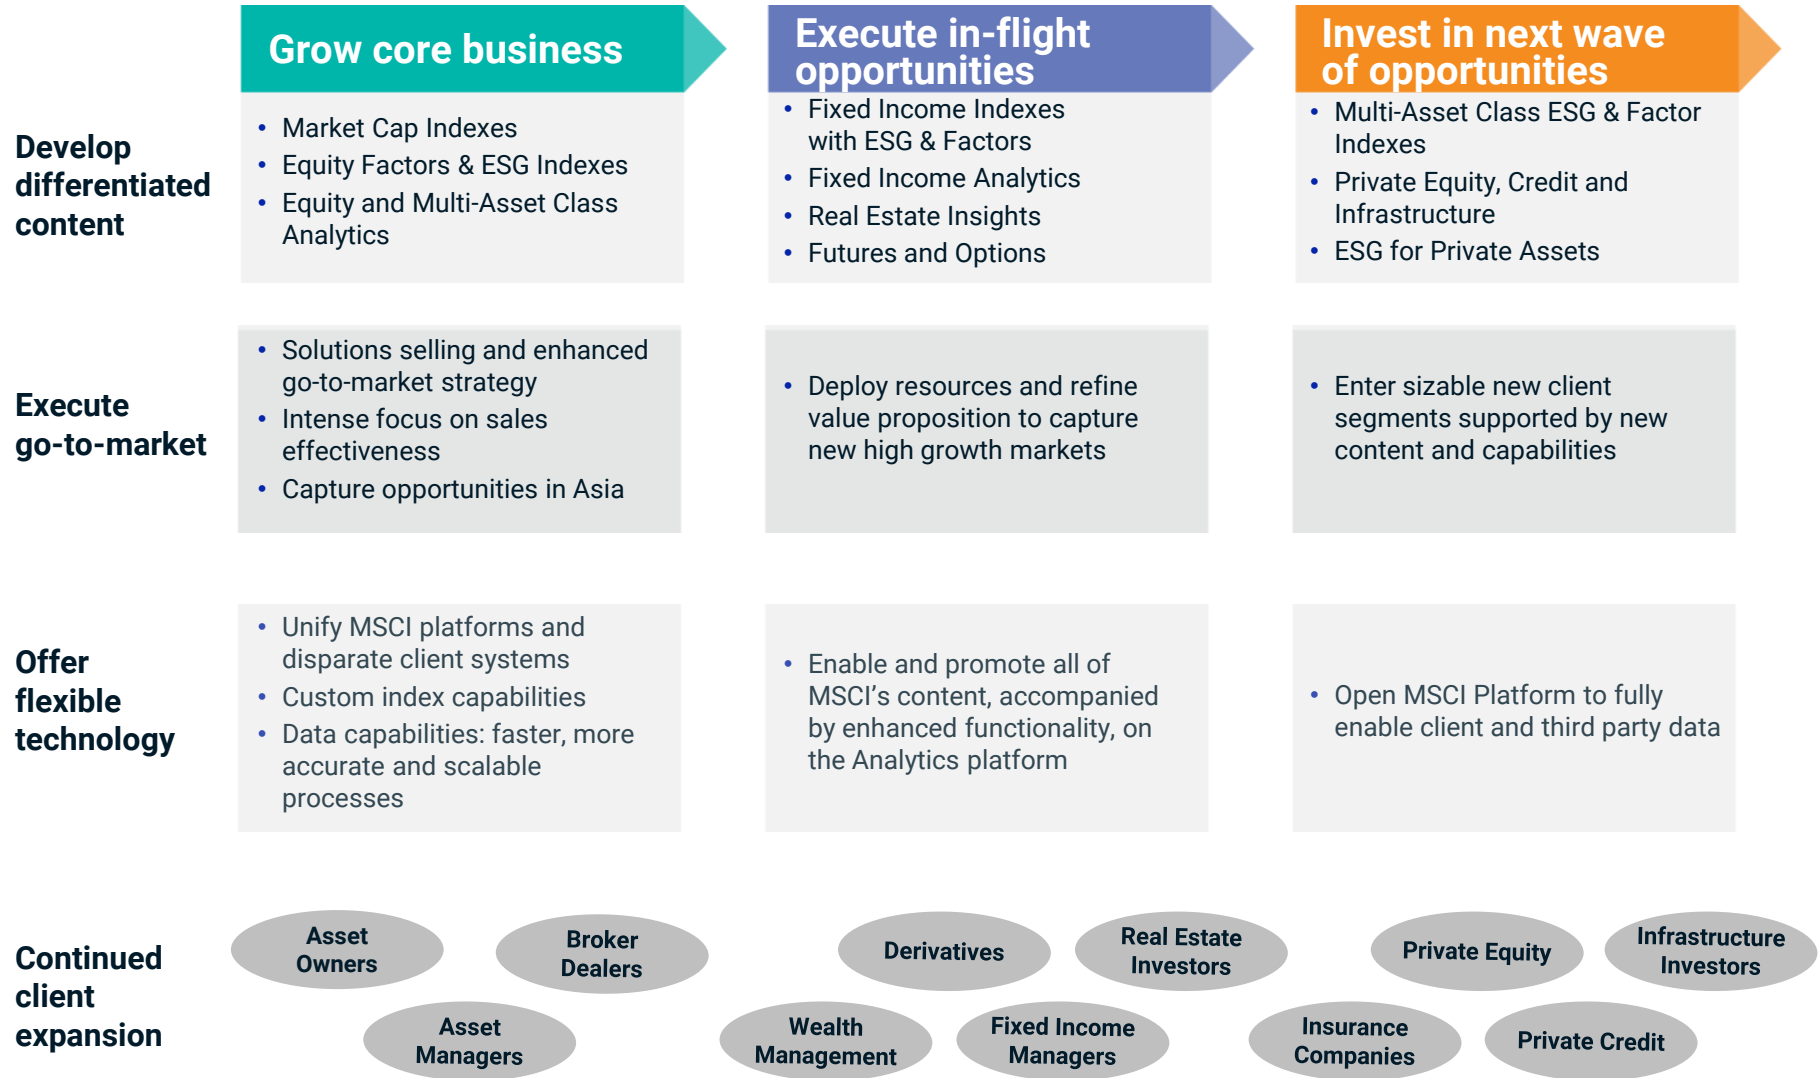 Grow core business
Execute in-flight
opportunities
Invest in next wave
of opportunities
Develop
differentiated
content
• Market Cap Indexes
• Equity Factors & ESG Indexes
• Equity and Multi-Asset Class
Analytics
• Fixed Income Indexes
with ESG & Factors
• Fixed Income Analytics
• Real Estate Insights
• Futures and Options
• Multi-Asset Class ESG & Factor
Indexes
• Private Equity, Credit and
Infrastructure
• ESG for Private Assets
Execute
go-to-market
• Solutions selling and enhanced
go-to-market strategy
• Intense focus on sales
effectiveness
• Capture opportunities in Asia
• Deploy resources and refine
value proposition to capture
new high growth markets
• Enter sizable new client
segments supported by new
content and capabilities
Offer
flexible
technology
• Unify MSCI platforms and
disparate client systems
• Custom index capabilities
• Data capabilities: faster, more
accurate and scalable
processes
• Enable and promote all of
MSCI’s content, accompanied
by enhanced functionality, on
the Analytics platform
• Open MSCI Platform to fully
enable client and third party data
Continued
client
expansion
Asset
Owners
Broker
Dealers
Derivatives
Real Estate
Investors
Private Equity
Infrastructure
Investors
Asset
Managers
Wealth
Management
Fixed Income
Managers
Insurance
Companies
Private Credit